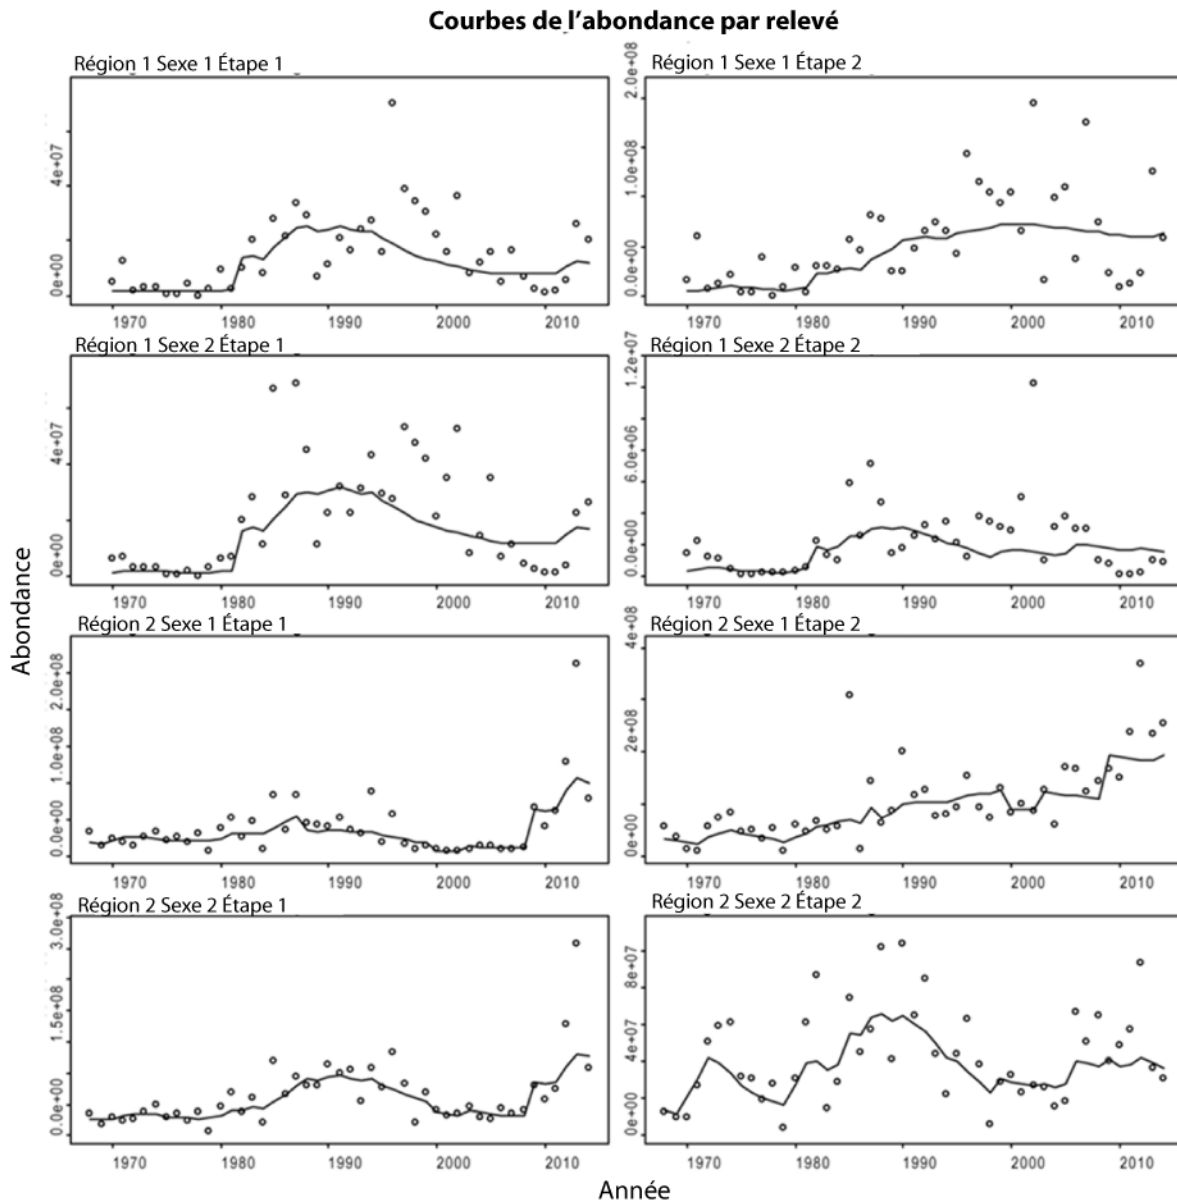 Courbes de l'abondance par relevé
Région 1 Sexe 1 Étape 1
Région 1 Sexe 1 Étape 2
4e+07
0e+00
2.0e+08
1.0e+08
0.0e+00
1970 1980 1990 2000 2010
1970 1980 1990 2000 2010
Région 1 Sexe 2 Étape 1
Région 1 Sexe 2 Étape 2
4e+07
0e+00
1.2e+07
6.0e+06
0.0e+00
1970 1980 1990 2000 2010
1970 1980 1990 2000 2010
Région 2 Sexe 1 Étape 1
Région 2 Sexe 1 Étape 2
2.0e+08
1.0e+08
0.0e+00
4e+08
2e+08
0e+00
1970 1980 1990 2000 2010
1970 1980 1990 2000 2010
Région 2 Sexe 2 Étape 1
Région 2 Sexe 2 Étape 2
3.0e+08
1.5e+08
0.0e+00
8e+07
4e+07
0e+00
1970 1980 1990 2000 2010
1970 1980 1990 2000 2010
Abondance
Année